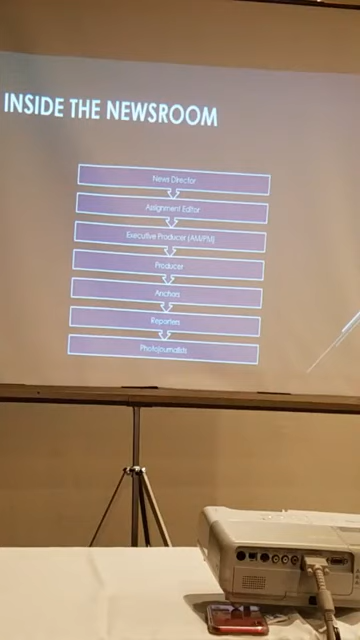 INSIDE THE NEWSROOM
News Director
Assignment Editor
Executive Producer (AM/PM)
Producer
Anchors
Reporters
Photojournalists